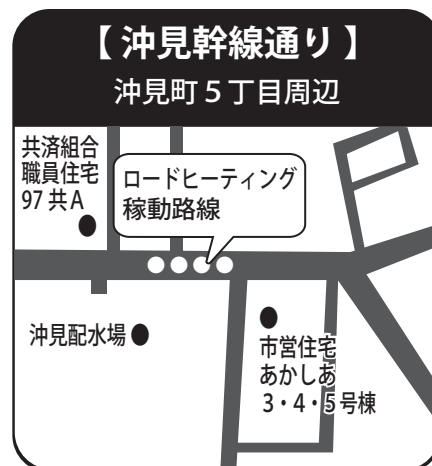 【 沖見幹線通り 】
沖見町５丁目周辺
共済組合
職員住宅
97 共A
ロードヒーティング
稼動路線
沖見配水場
市営住宅
あかしあ
３・４・５号棟